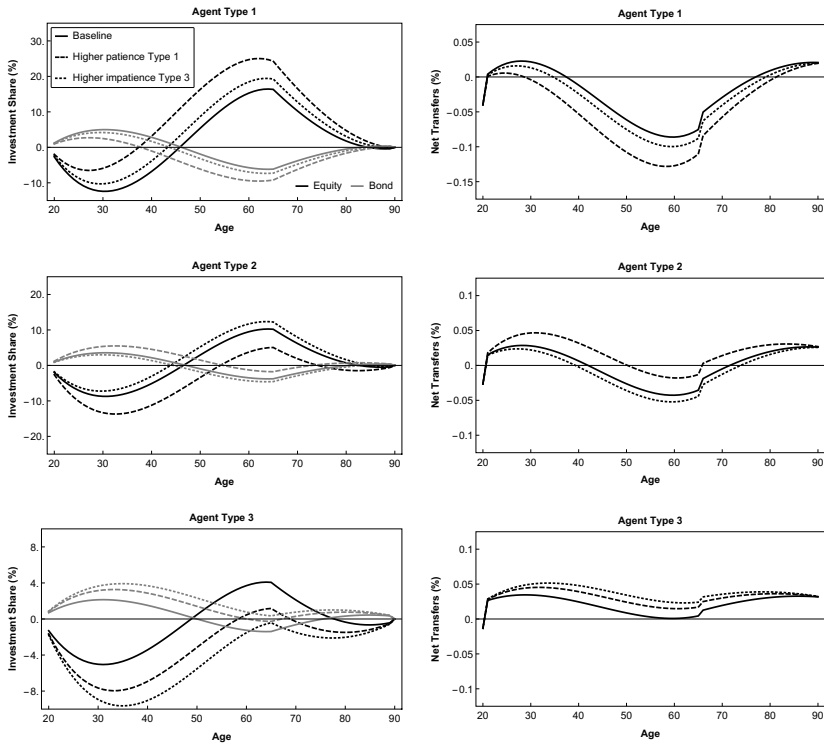 Agent Type 1
Investment Share (%)
30.
20.
10.
0.
−10.
Baseline
Higher patience Type 1
Higher impatience Type 3
Equity
Bond
20 30 40 50 60 70 80 90
Age
Agent Type 1
Net Transfers (%)
0.05
0.
−0.05
−0.1
−0.15
20 30 40 50 60 70 80 90
Age
Agent Type 2
Investment Share (%)
20.
10.
0.
−10.
−20.
20 30 40 50 60 70 80 90
Age
Agent Type 2
Net Transfers (%)
0.1
0.05
0.
−0.05
−0.1
20 30 40 50 60 70 80 90
Age
Agent Type 3
Investment Share (%)
8.
4.
0.
−4.
−8.
20 30 40 50 60 70 80 90
Age
Agent Type 3
Net Transfers (%)
0.1
0.05
0.
−0.05
−0.1
20 30 40 50 60 70 80 90
Age